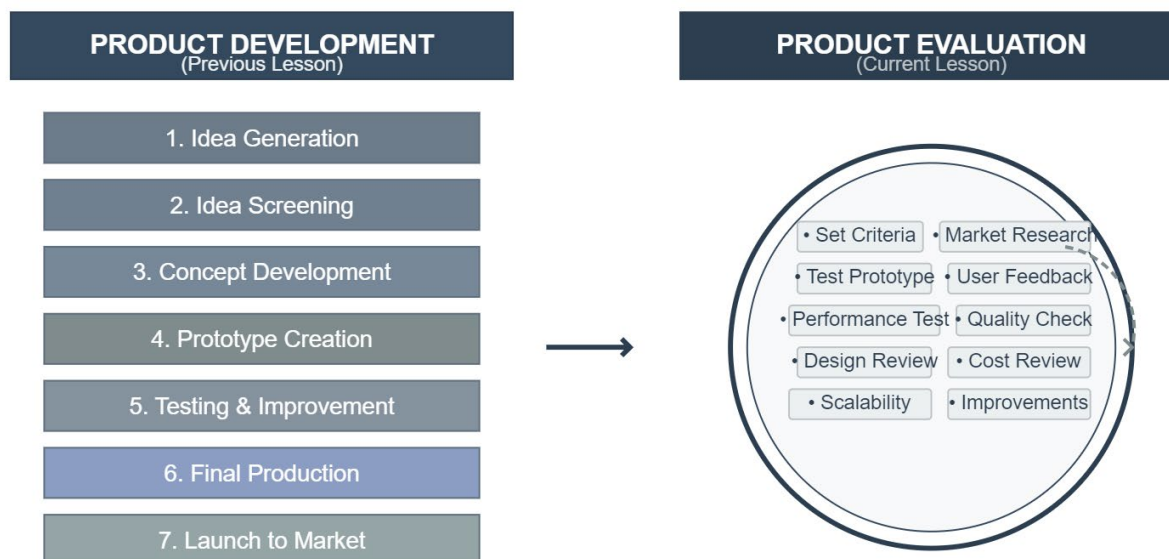 PRODUCT DEVELOPMENT
(Previous Lesson)
1. Idea Generation
2. Idea Screening
3. Concept Development
4. Prototype Creation
5. Testing & Improvement
6. Final Production
7. Launch to Market
PRODUCT EVALUATION
(Current Lesson)
• Set Criteria • Market Research
• Test Prototype • User Feedback
• Performance Test • Quality Check
• Design Review • Cost Review
• Scalability • Improvements